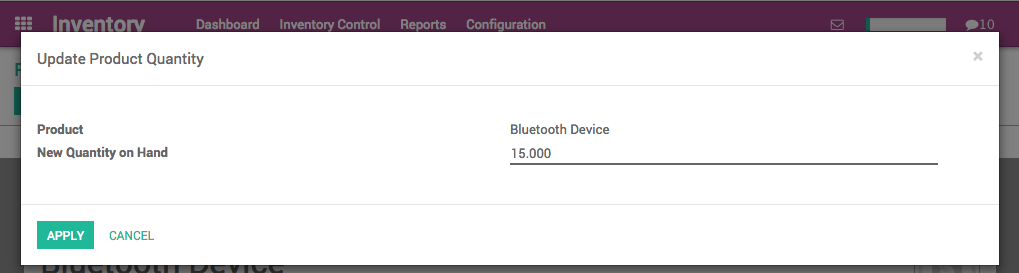 Inventory Dashboard Inventory Control Reports Configuration 10
Update Product Quantity ×
Product Bluetooth Device
New Quantity on Hand 15.000
APPLY CANCEL
Bluetooth Device